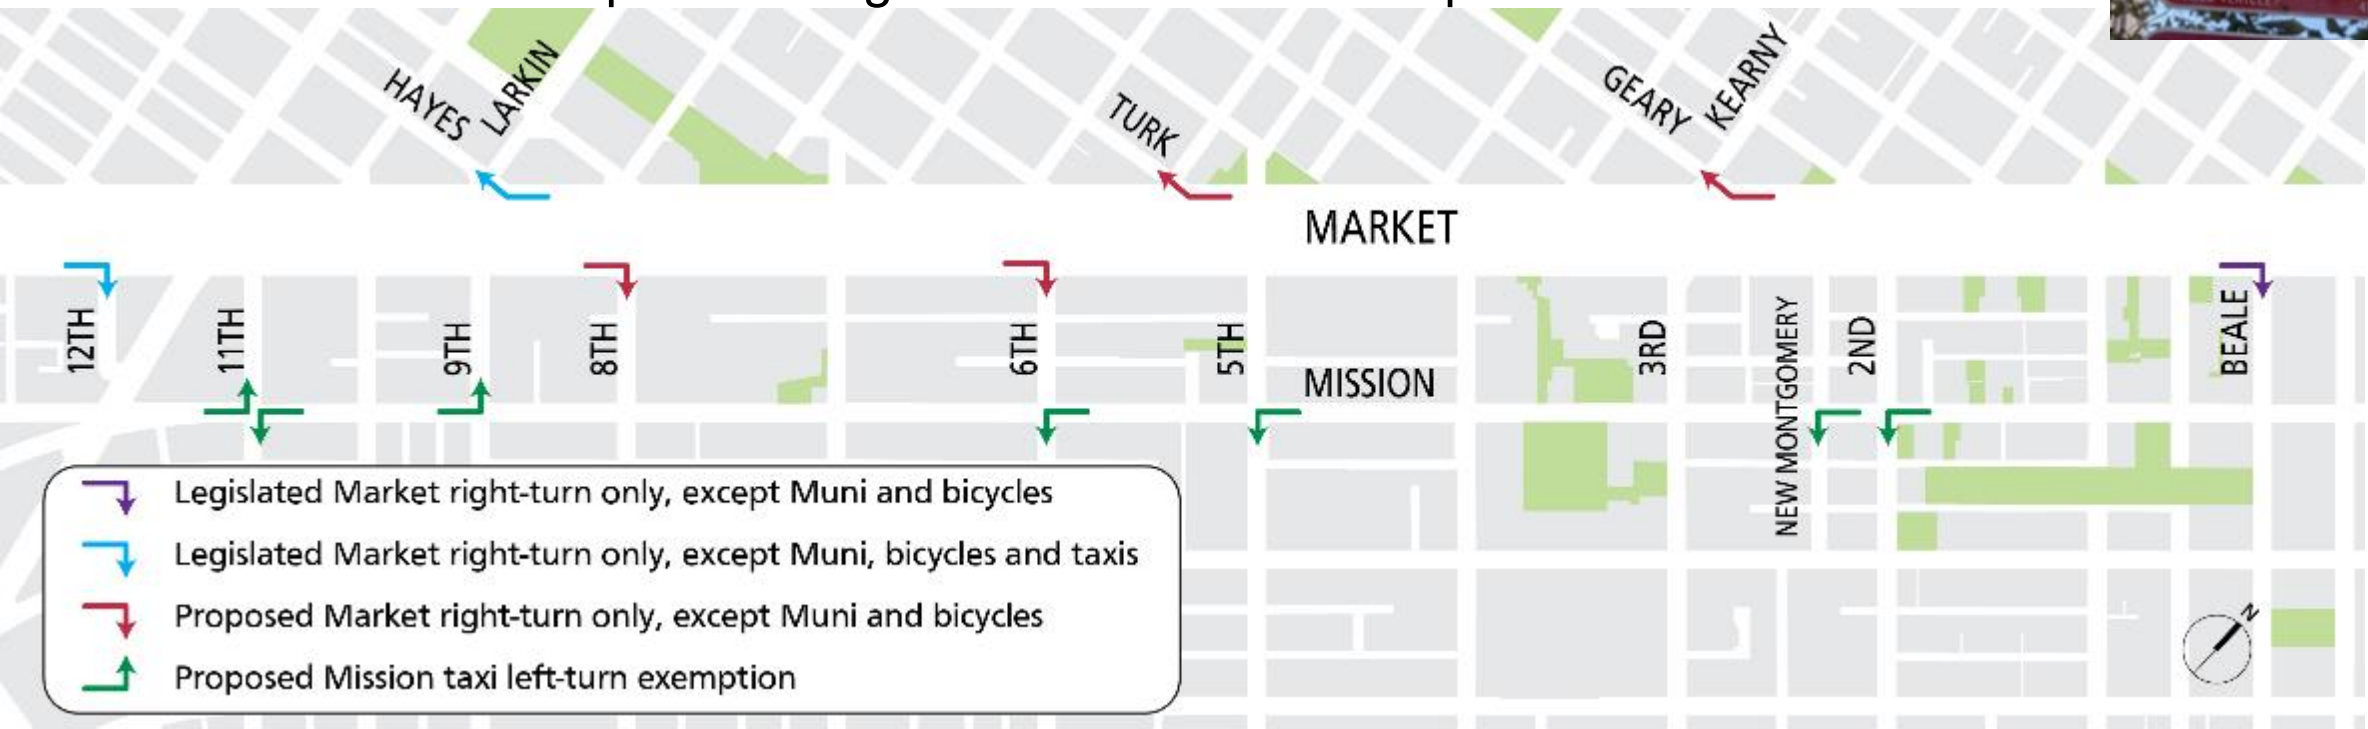 HAYES
LARKIN
TURK
GEARY
KEARNY
MARKET
12TH
11TH
9TH
8TH
6TH
5TH
MISSION
3RD
NEW MONTGOMERY
2ND
BEALE
Legislated Market right-turn only, except Muni and bicycles
Legislated Market right-turn only, except Muni, bicycles and taxis
Proposed Market right-turn only, except Muni and bicycles
Proposed Mission taxi left-turn exemption
N